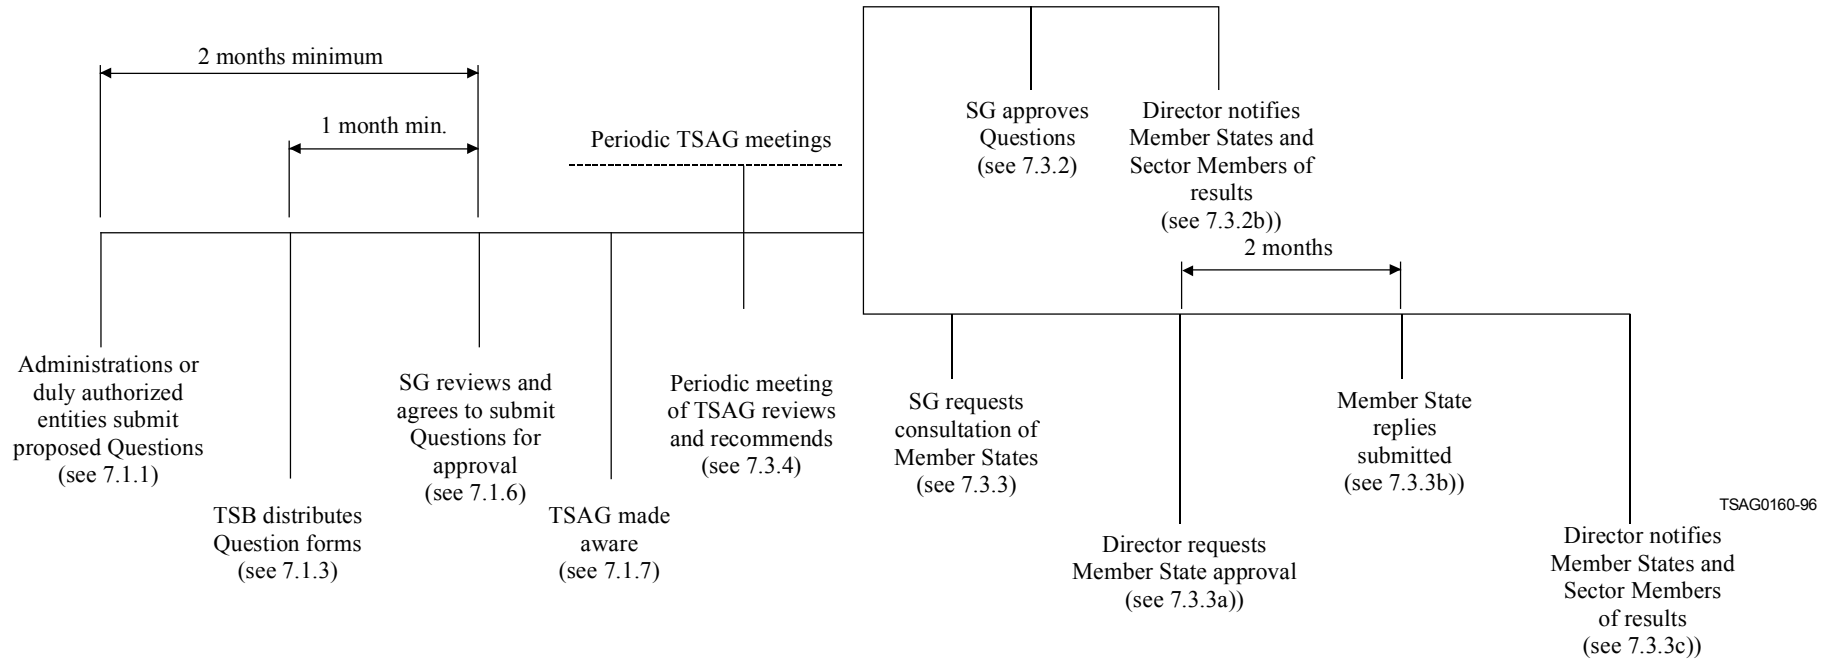 2 months minimum
1 month min.
Periodic TSAG meetings
SG approves
Questions
(see 7.3.2)
Director notifies
Member States and
Sector Members of
results
(see 7.3.2b))
2 months
Administrations or
duly authorized
entities submit
proposed Questions
(see 7.1.1)
TSB distributes
Question forms
(see 7.1.3)
SG reviews and
agrees to submit
Questions for
approval
(see 7.1.6)
TSAG made
aware
(see 7.1.7)
Periodic meeting
of TSAG reviews
and recommends
(see 7.3.4)
SG requests
consultation of
Member States
(see 7.3.3)
Director requests
Member State approval
(see 7.3.3a))
Member State
replies
submitted
(see 7.3.3b))
TSAG0160-96
Director notifies
Member States and
Sector Members
of results
(see 7.3.3c))